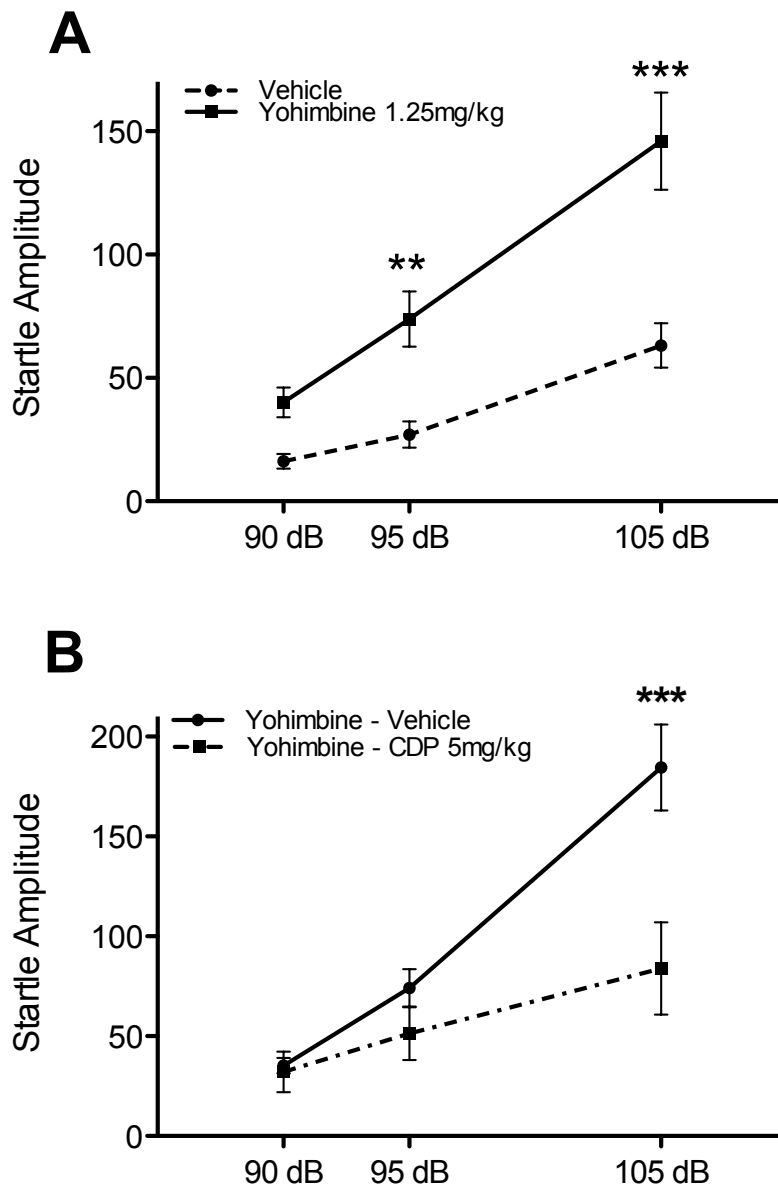 A
***
Vehicle
Yohimbine 1.25mg/kg
150
**
100
50
0
Startle Amplitude
90 dB 95 dB 105 dB
B
***
Yohimbine - Vehicle
Yohimbine - CDP 5mg/kg
200
150
100
50
0
Startle Amplitude
90 dB 95 dB 105 dB